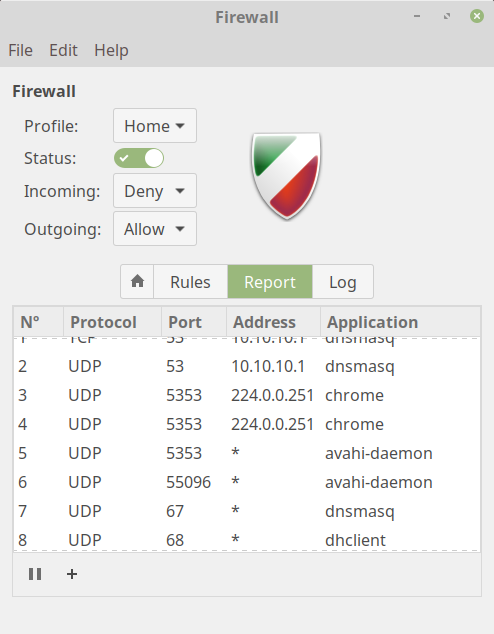 Firewall
File Edit Help
Firewall
Profile: Home
Status:
Incoming: Deny
Outgoing: Allow
Rules Report Log
Nº Protocol Port Address Application
1 TCP 53 10.10.10.1 dnsmasq
2 UDP 53 10.10.10.1 dnsmasq
3 UDP 5353 224.0.0.251 chrome
4 UDP 5353 224.0.0.251 chrome
5 UDP 5353 * avahi-daemon
6 UDP 55096 * avahi-daemon
7 UDP 67 * dnsmasq
8 UDP 68 * dhclient